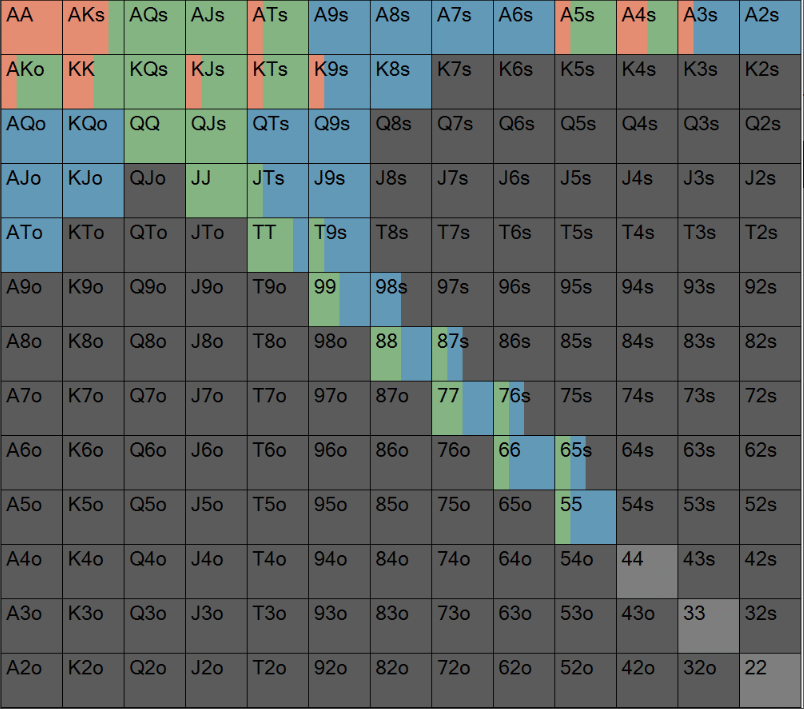 AA AKs AQs AJs ATs A9s A8s A7s A6s A5s A4s A3s A2s
AKo KK KQs KJs KTs K9s K8s K7s K6s K5s K4s K3s K2s
AQo KQo QQ QJs QTs Q9s Q8s Q7s Q6s Q5s Q4s Q3s Q2s
AJo KJo QJo JJ JTs J9s J8s J7s J6s J5s J4s J3s J2s
ATo KTo QTo JTo TT T9s T8s T7s T6s T5s T4s T3s T2s
A9o K9o Q9o J9o T9o 99 98s 97s 96s 95s 94s 93s 92s
A8o K8o Q8o J8o T8o 98o 88 87s 86s 85s 84s 83s 82s
A7o K7o Q7o J7o T7o 97o 87o 77 76s 75s 74s 73s 72s
A6o K6o Q6o J6o T6o 96o 86o 76o 66 65s 64s 63s 62s
A5o K5o Q5o J5o T5o 95o 85o 75o 65o 55 54s 53s 52s
A4o K4o Q4o J4o T4o 94o 84o 74o 64o 54o 44 43s 42s
A3o K3o Q3o J3o T3o 93o 83o 73o 63o 53o 43o 33 32s
A2o K2o Q2o J2o T2o 92o 82o 72o 62o 52o 42o 32o 22